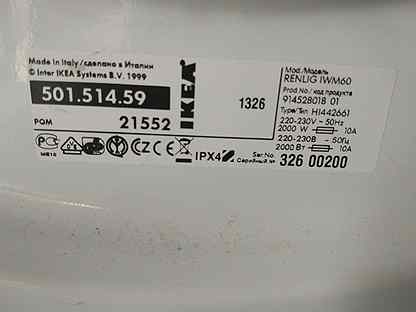 Made in Italy/сделано в Италии
© Inter IKEA Systems B.V. 1999
501.514.59
PQM 21552
IKEA
1326
IPX4
Мод./Модель
RENLIG IWM60
Prod.No/код продукта
914528018 01
Type/Тип: HI442661
220-230V~50Hz
2000 W 10A
220-230В~50Гц
2000 Вт 10A
Ser.No.
Серийный № 326 00200